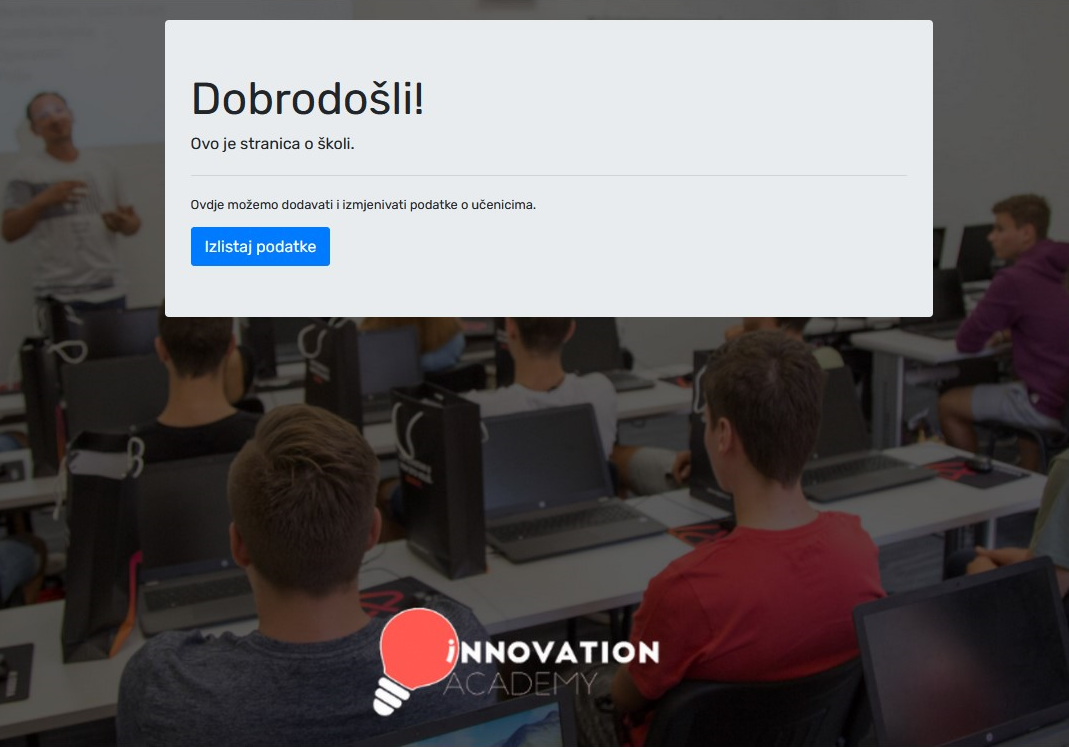 Dobrodošli!
Ovo je stranica o školi.
Ovdje možemo dodavati i izmjenivati podatke o učenicima.
Izlistaj podatke
iNNOVATION
ACADEMY